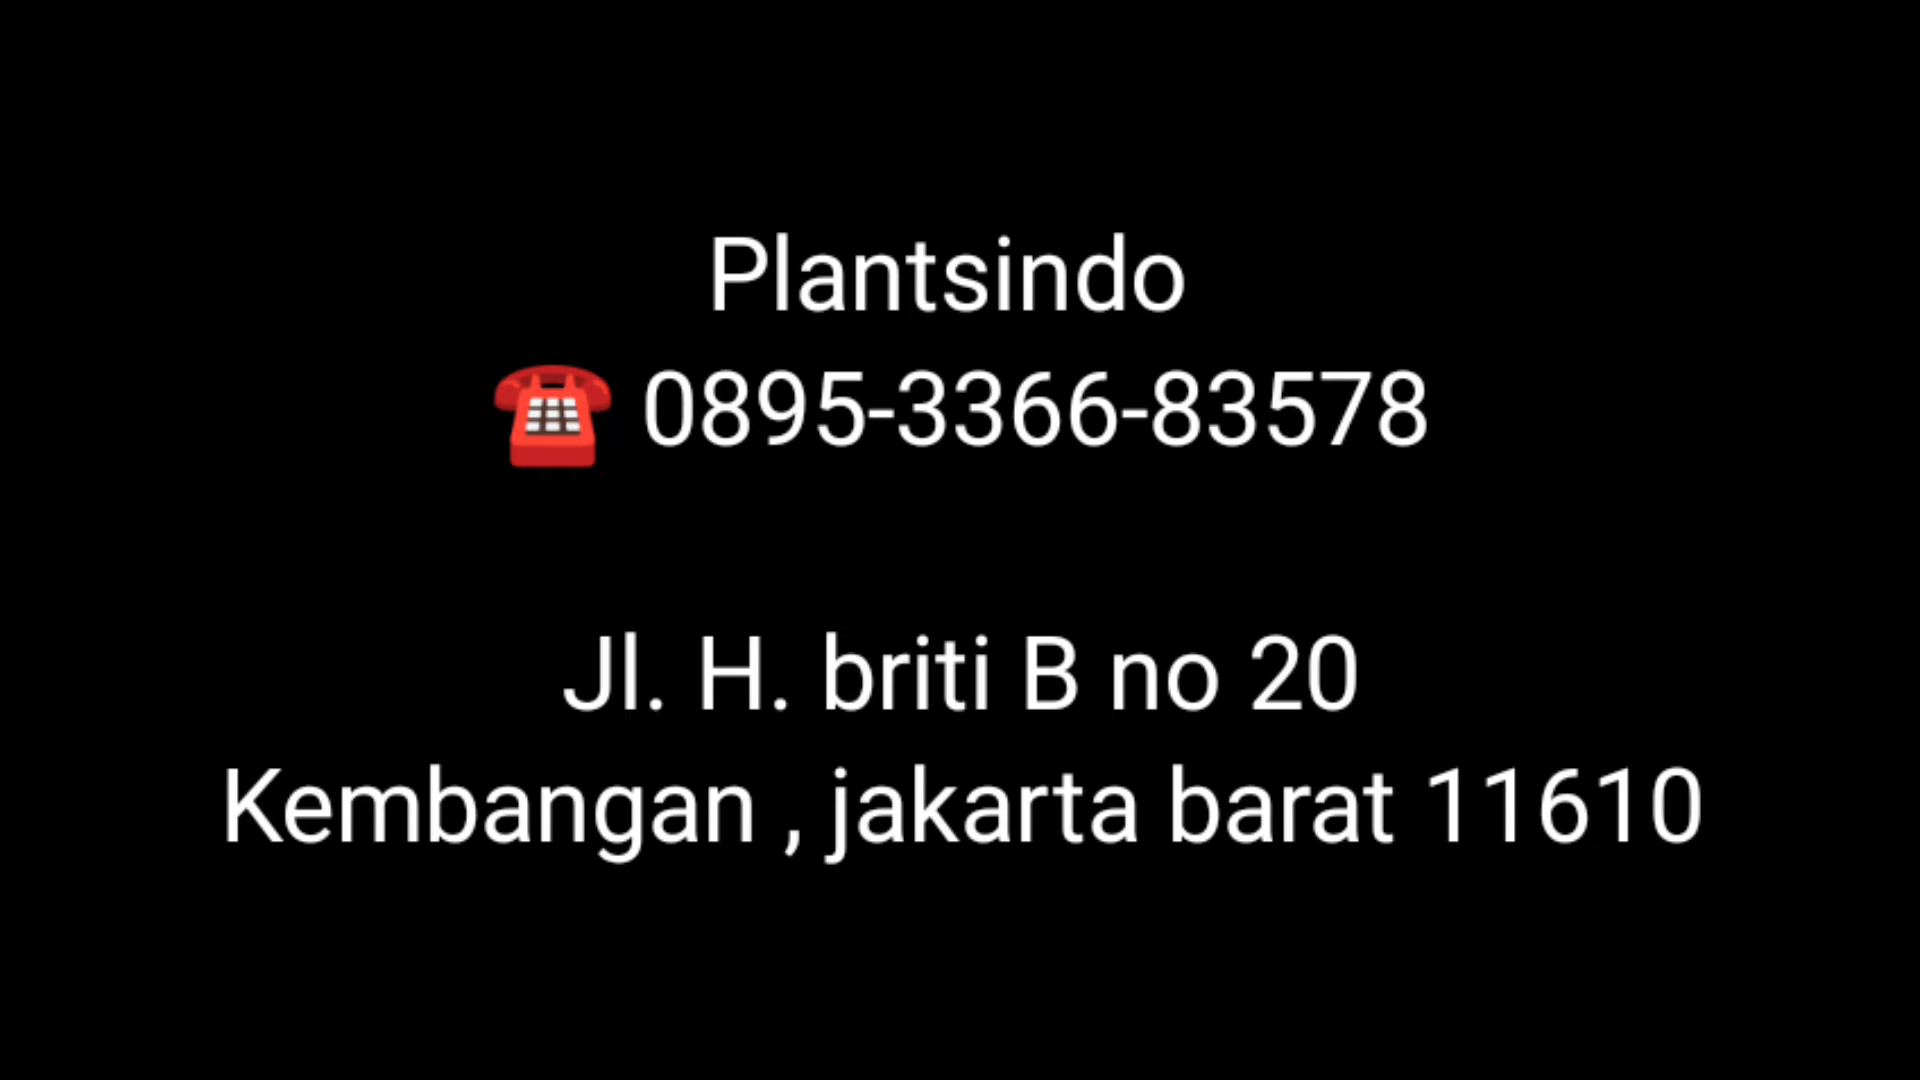 Plantsindo
☎️ 0895-3366-83578
Jl. H. briti B no 20
Kembangan , jakarta barat 11610